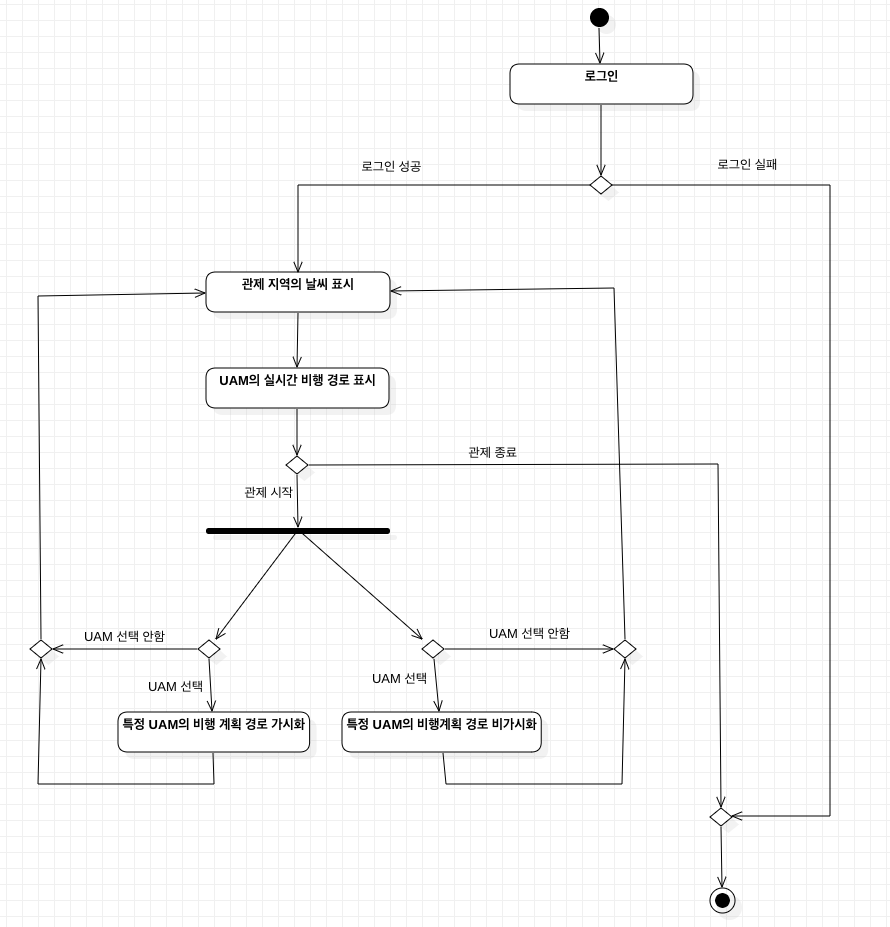 로그인
로그인 성공
로그인 실패
관제 지역의 날씨 표시
UAM의 실시간 비행 경로 표시
관제 종료
관제 시작
UAM 선택 안함
UAM 선택 안함
UAM 선택
UAM 선택
특정 UAM의 비행 계획 경로 가시화
특정 UAM의 비행계획 경로 비가시화